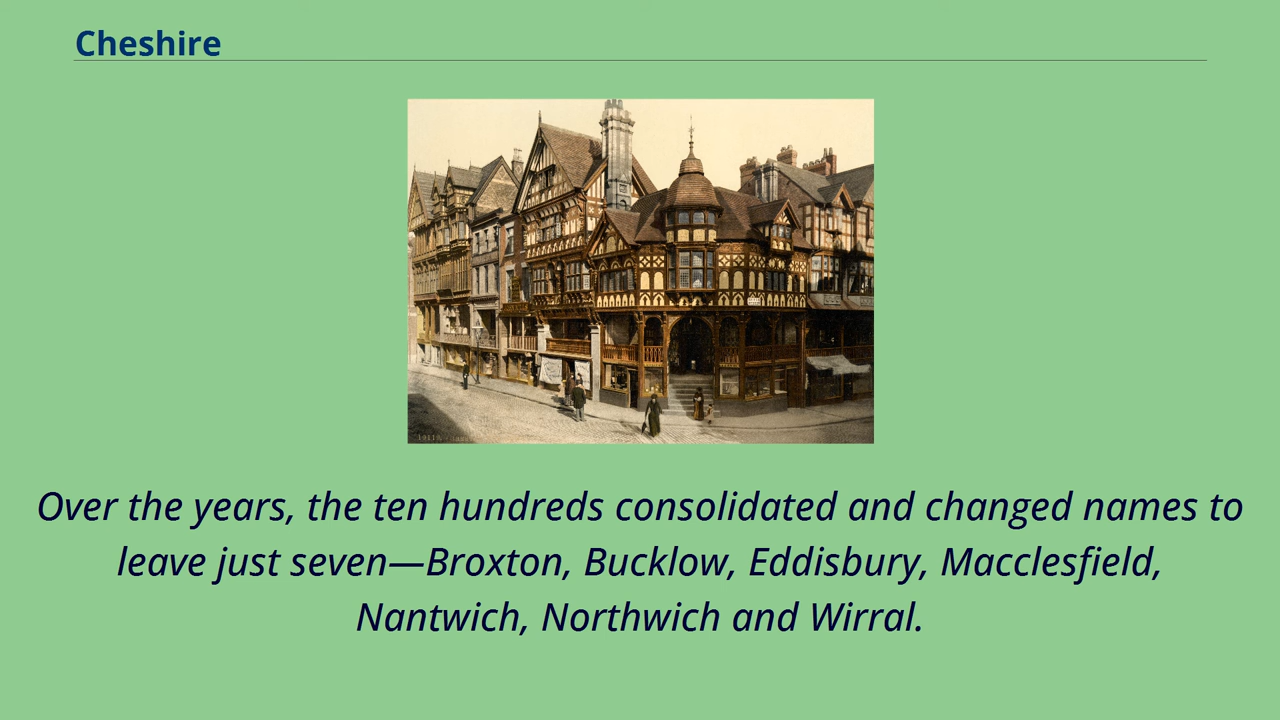 Cheshire
Over the years, the ten hundreds consolidated and changed names to
leave just seven—Broxton, Bucklow, Eddisbury, Macclesfield,
Nantwich, Northwich and Wirral.